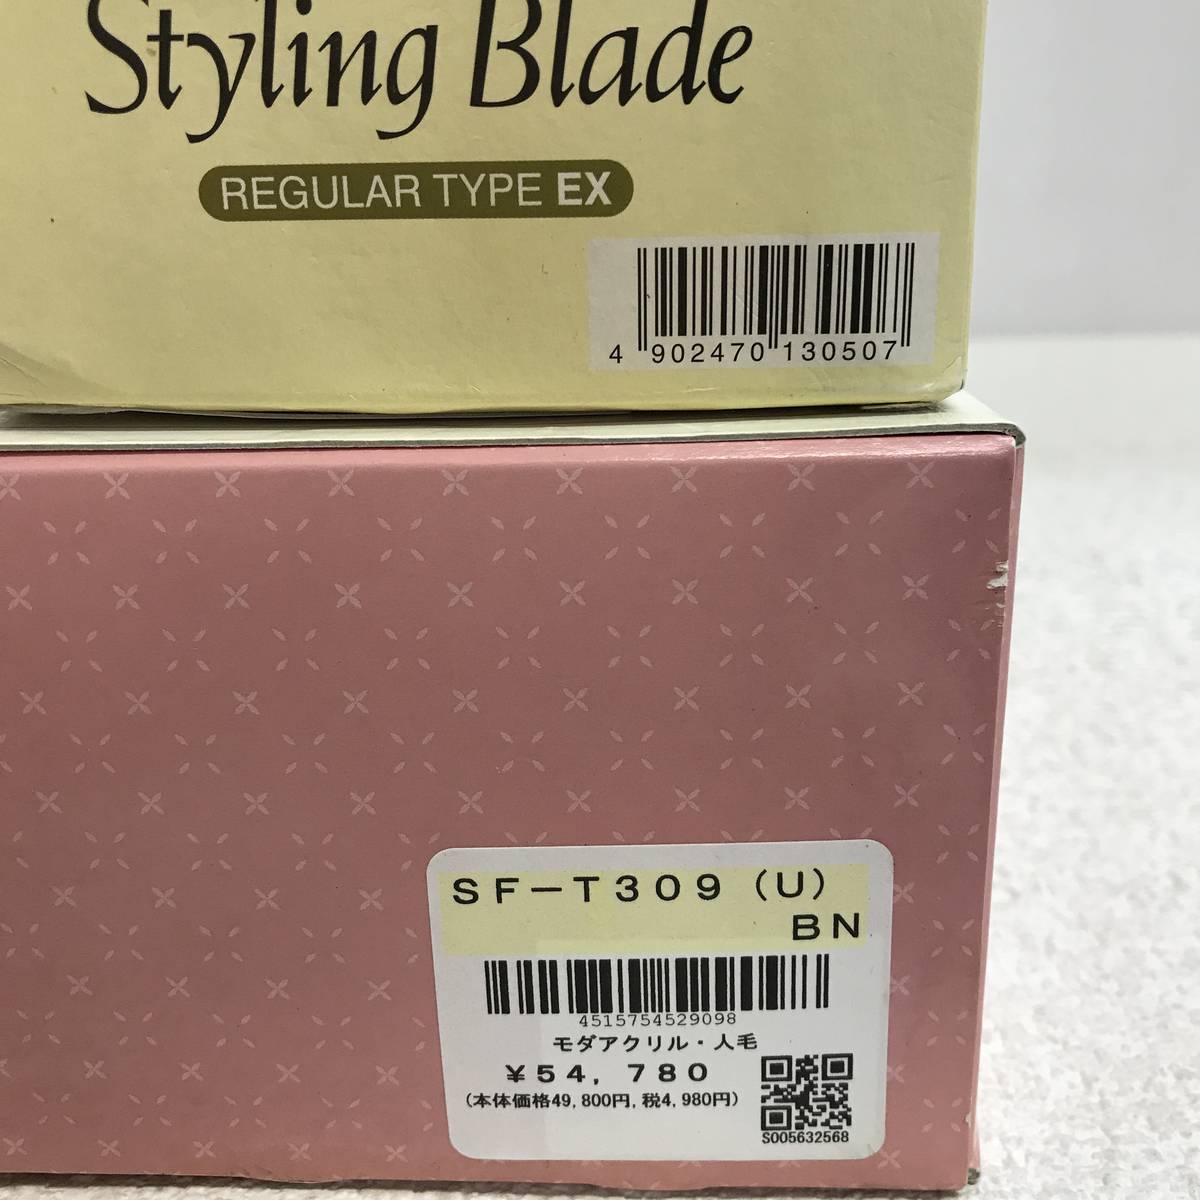 Styling Blade
REGULAR TYPE EX
4 902470 130507
SF-T309 (U)
BN
4515754529098
モダアクリル・人毛
¥54,780
(本体価格49,800円,税4,980円)
S005632568